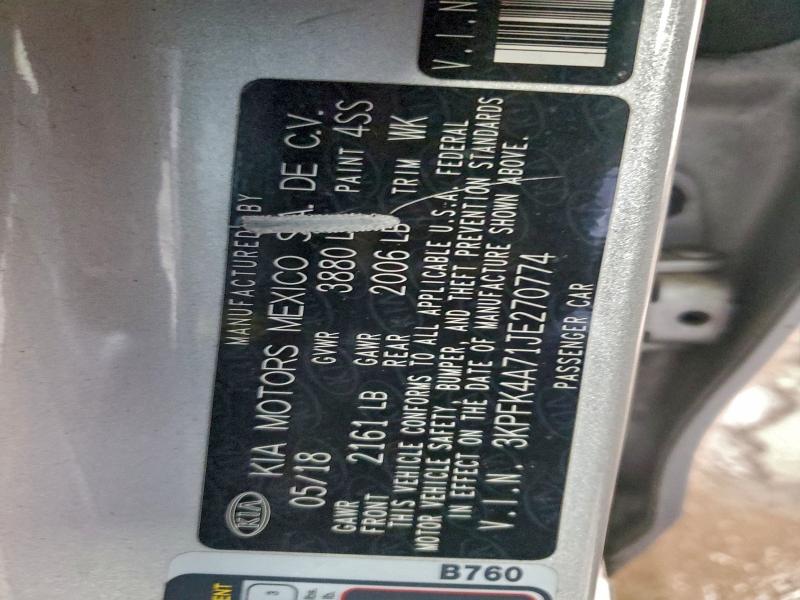 MANUFACTURED BY
KIA KIA MOTORS MEXICO S.A. DE C.V.
05/18 GVWR 3880 PAINT 4SS
GAWR FRONT 2161 LB GAWR REAR 2006 LB TRIM WK
THIS VEHICLE CONFORMS TO ALL APPLICABLE U.S.A. FEDERAL
MOTOR VEHICLE SAFETY, BUMPER, AND THEFT PREVENTION STANDARDS
IN EFFECT ON THE DATE OF MANUFACTURE SHOWN ABOVE.
V.I.N. 3KPFK4A71JE270774
PASSENGER CAR
V.I.N
B760